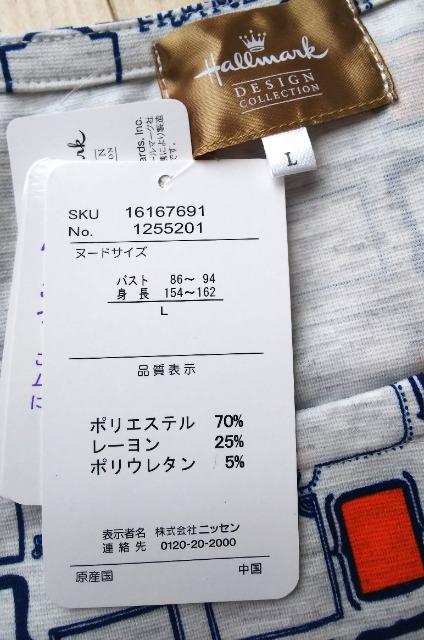 Hallmark
DESIGN
COLLECTION
L
SKU 16167691
No. 1255201
ヌードサイズ
バスト 86～ 94
身 長 154～162
L
品質表示
ポリエステル 70%
レーヨン 25%
ポリウレタン 5%
表示者名 株式会社ニッセン
連絡先 0120-20-2000
原産国 中国